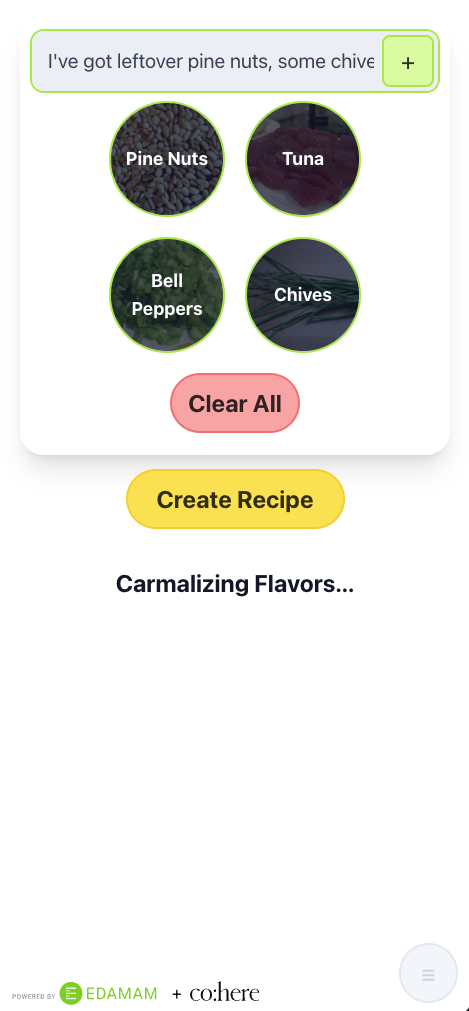 I've got leftover pine nuts, some chive
+
Pine Nuts
Tuna
Bell
Peppers
Chives
Clear All
Create Recipe
Carmalizing Flavors...
POWERED BY EDAMAM + co:here